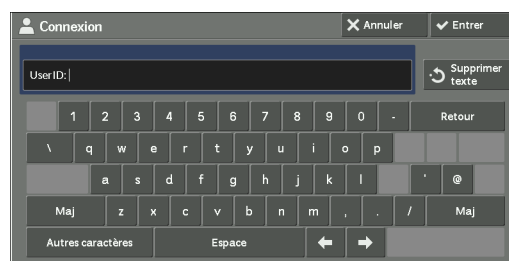 Connexion Annuler Entrer
UserID: Supprimer texte
1 2 3 4 5 6 7 8 9 0 - Retour
\ q w e r t y u i o p
a s d f g h j k l ' @
Maj z x c v b n m , . / Maj
Autres caractères Espace